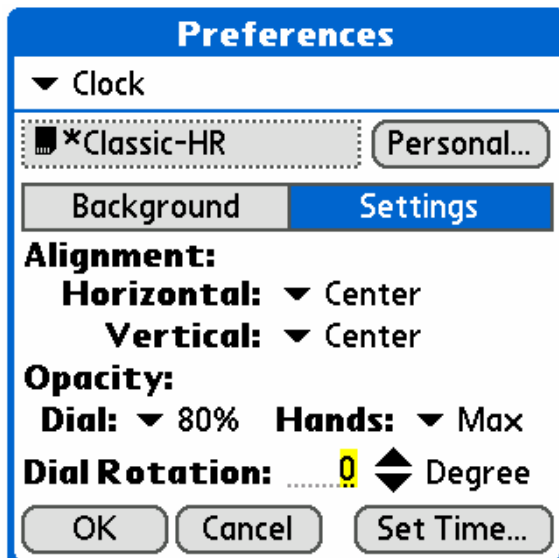 Preferences
Clock
*Classic-HR Personal...
Background Settings
Alignment:
Horizontal: Center
Vertical: Center
Opacity:
Dial: 80% Hands: Max
Dial Rotation: 0 Degree
OK Cancel Set Time...